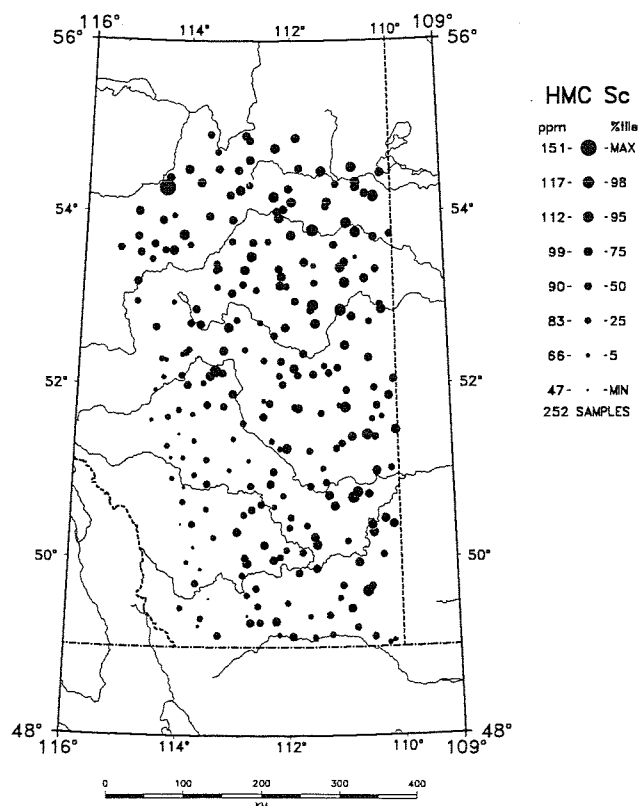 116° 114° 112° 110° 109°
56° 56°
HMC Sc
ppm %tile
151- -MAX
117- -98
112- -95
99- -75
90- -50
83- -25
66- -5
47- -MIN
252 SAMPLES
54° 54°
52° 52°
50° 50°
48° 48°
116° 114° 112° 110° 109°
0 100 200 300 400
KM